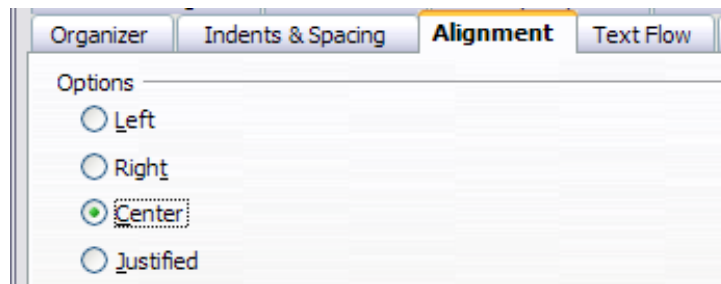 Organizer Indents & Spacing Alignment Text Flow
Options
Left
Right
Center
Justified